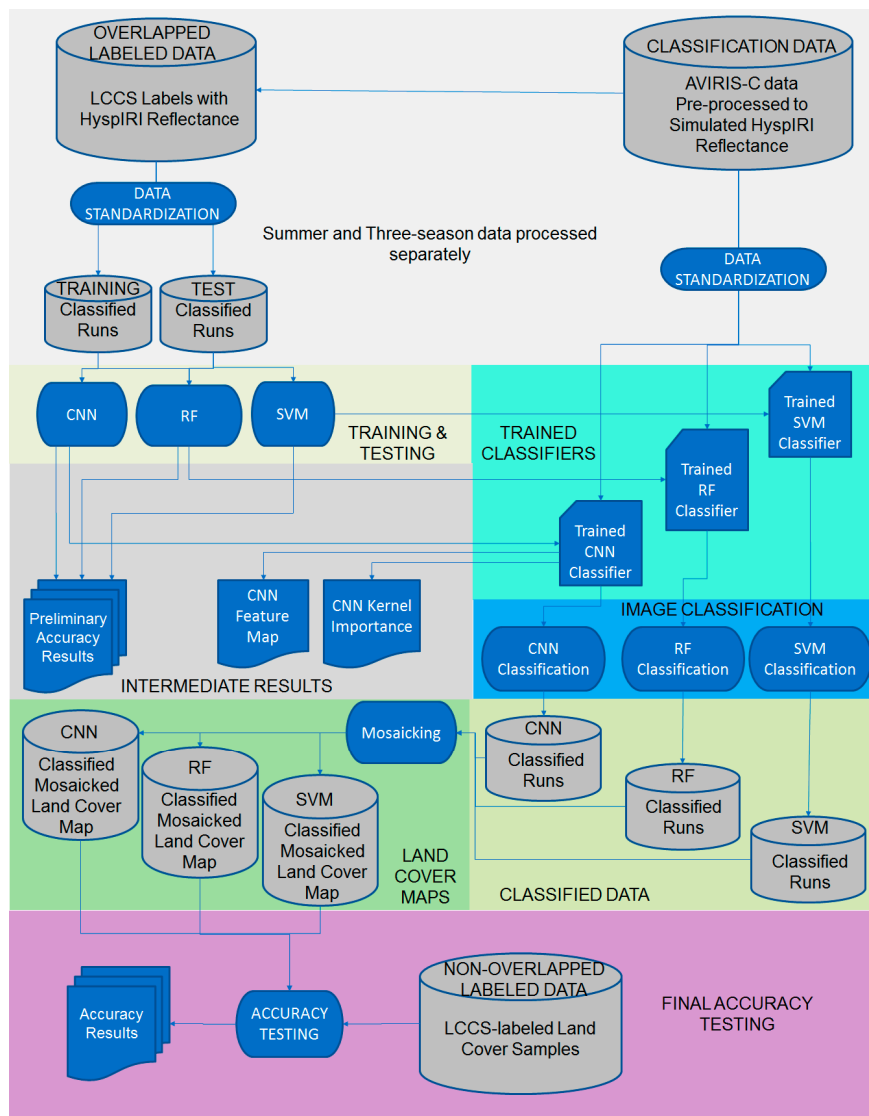 OVERLAPPED
LABELED DATA
LCCS Labels with
HyspIRI Reflectance
CLASSIFICATION DATA
AVIRIS-C data
Pre-processed to
Simulated HyspIRI
Reflectance
DATA
STANDARDIZATION
Summer and Three-season data processed
separately
DATA
STANDARDIZATION
TRAINING
Classified
Runs
TEST
Classified
Runs
CNN
RF
SVM
TRAINING &
TESTING
TRAINED
CLASSIFIERS
Trained
SVM
Classifier
Trained
RF
Classifier
Trained
CNN
Classifier
Preliminary
Accuracy
Results
CNN
Feature
Map
CNN Kernel
Importance
INTERMEDIATE RESULTS
IMAGE CLASSIFICATION
CNN
Classification
RF
Classification
SVM
Classification
CNN
Classified
Mosaicked
Land Cover
Map
RF
Classified
Mosaicked
Land Cover
Map
SVM
Classified
Mosaicked
Land Cover
Map
Mosaicking
LAND
COVER
MAPS
CNN
Classified
Runs
RF
Classified
Runs
SVM
Classified
Runs
CLASSIFIED DATA
Accuracy
Results
ACCURACY
TESTING
NON-OVERLAPPED
LABELED DATA
LCCS-labeled Land
Cover Samples
FINAL ACCURACY
TESTING